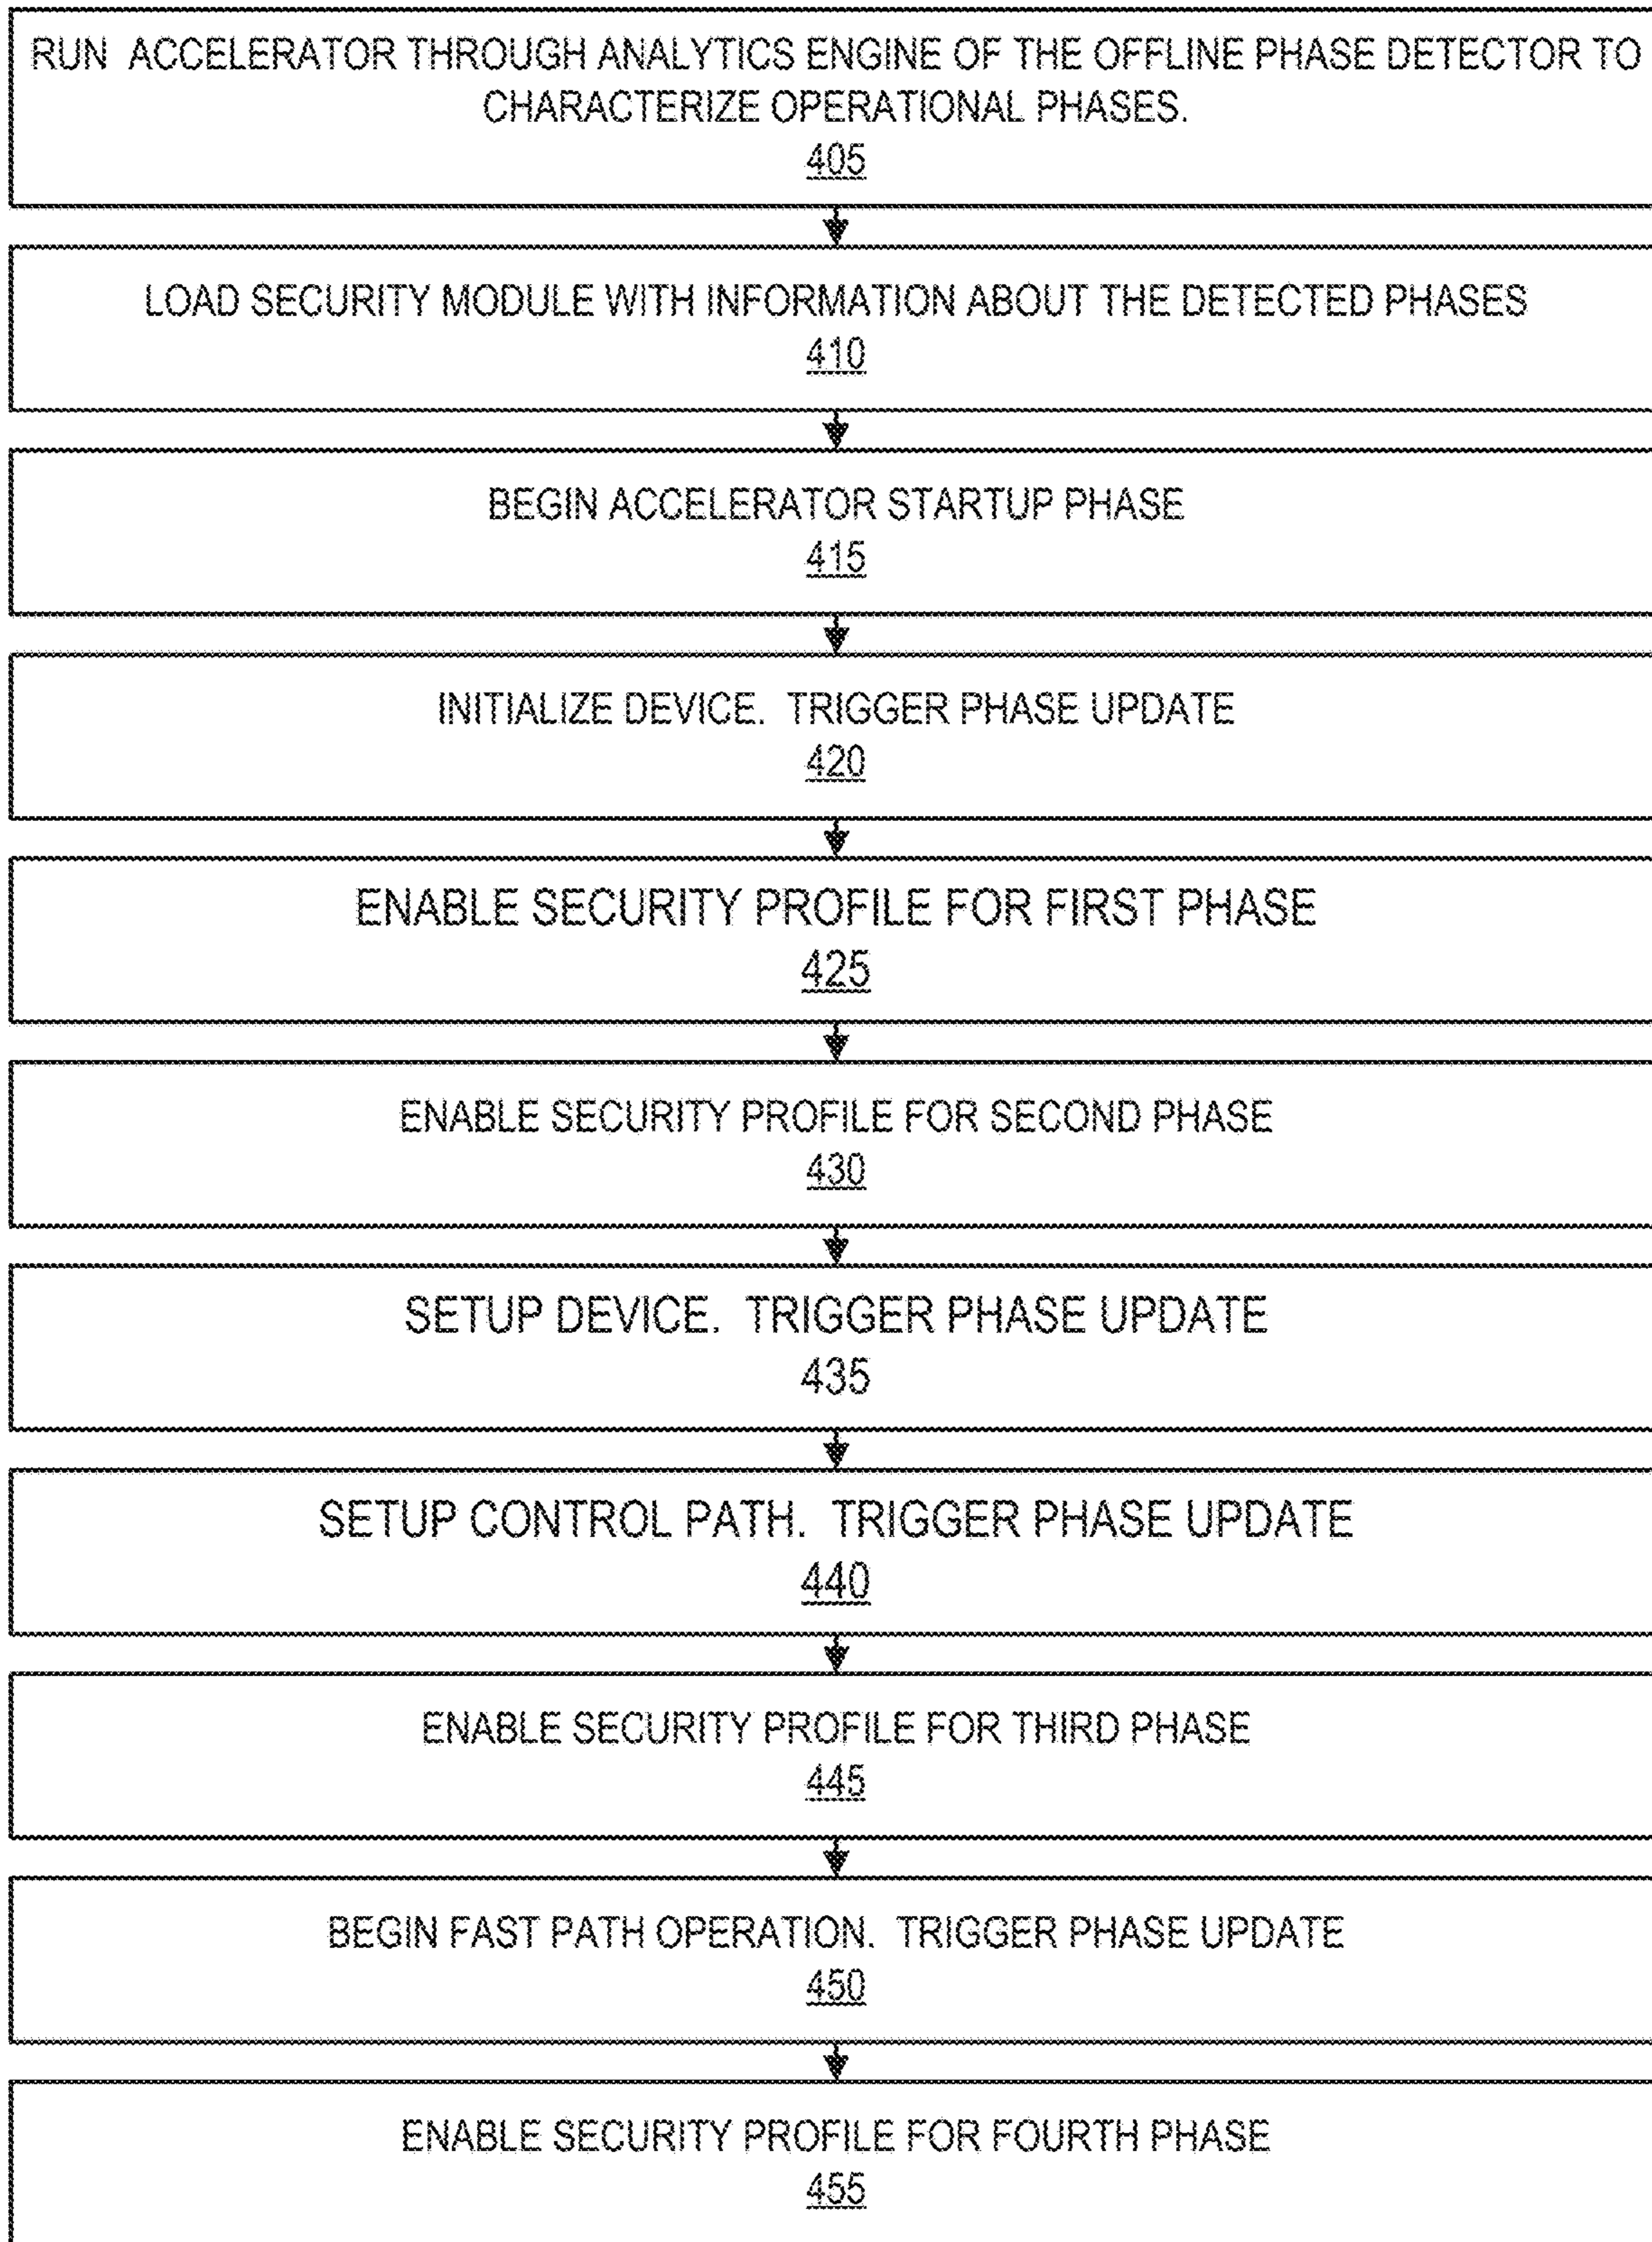 RUN ACCELERATOR THROUGH ANALYTICS ENGINE OF THE OFFLINE PHASE DETECTOR TO
CHARACTERIZE OPERATIONAL PHASES.
405
LOAD SECURITY MODULE WITH INFORMATION ABOUT THE DETECTED PHASES
410
BEGIN ACCELERATOR STARTUP PHASE
415
INITIALIZE DEVICE. TRIGGER PHASE UPDATE
420
ENABLE SECURITY PROFILE FOR FIRST PHASE
425
ENABLE SECURITY PROFILE FOR SECOND PHASE
430
SETUP DEVICE. TRIGGER PHASE UPDATE
435
SETUP CONTROL PATH. TRIGGER PHASE UPDATE
440
ENABLE SECURITY PROFILE FOR THIRD PHASE
445
BEGIN FAST PATH OPERATION. TRIGGER PHASE UPDATE
450
ENABLE SECURITY PROFILE FOR FOURTH PHASE
455